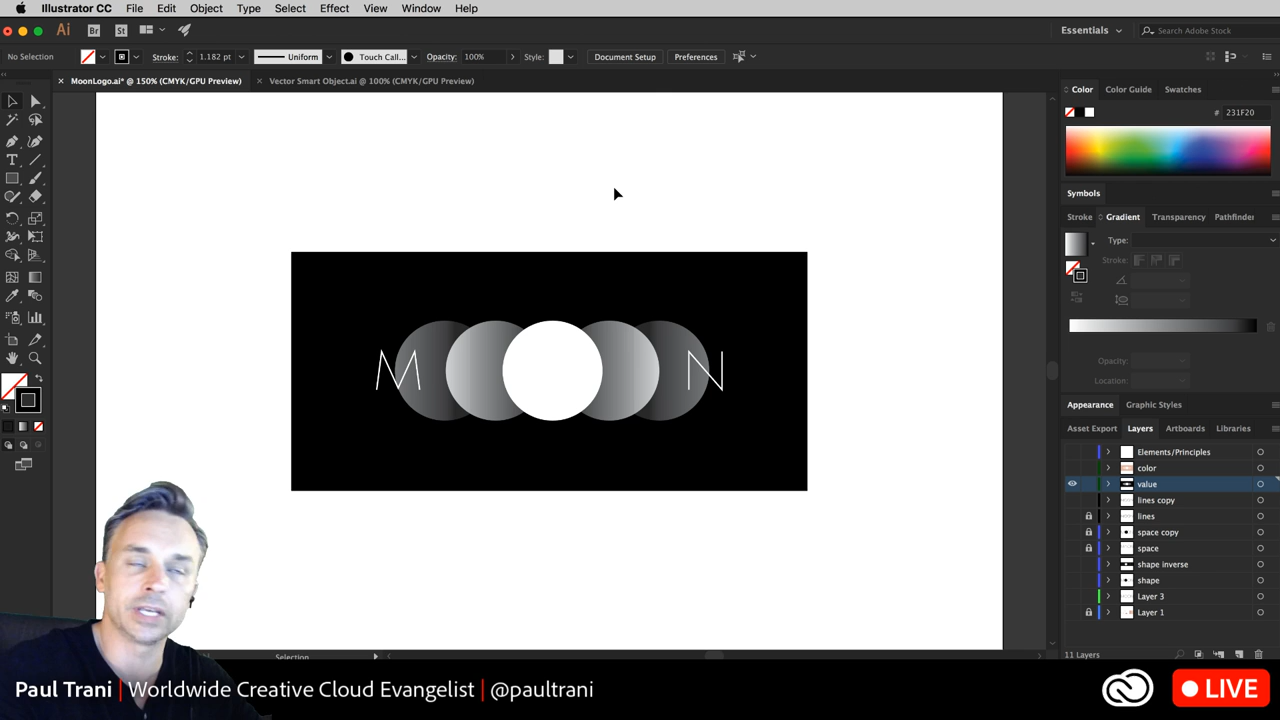 Illustrator CC File Edit Object Type Select Effect View Window Help
Ai Br St Essentials Search Adobe Stock
No Selection Stroke: 1.182 pt Uniform Touch Call... Opacity: 100% Style: Document Setup Preferences
× MoonLogo.ai* @ 150% (CMYK/GPU Preview) × Vector Smart Object.ai @ 100% (CMYK/GPU Preview)
Color Color Guide Swatches
# 231F20
Symbols
Stroke Gradient Transparency Pathfinder
Type:
Stroke:
Opacity:
Location:
M N
Appearance Graphic Styles
Asset Export Layers Artboards Libraries
Elements/Principles
color
value
lines copy
lines
space copy
space
shape inverse
shape
Layer 3
Layer 1
11 Layers
Selection
Paul Trani | Worldwide Creative Cloud Evangelist | @paultrani
LIVE